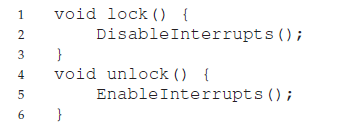 1 void lock() {
2     DisableInterrupts();
3 }
4 void unlock() {
5     EnableInterrupts();
6 }